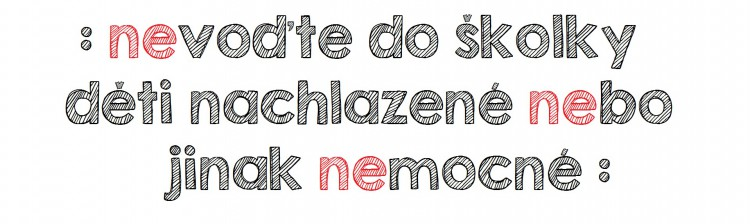 : nevoďte do školky
děti nachlazené nebo
jinak nemocné :